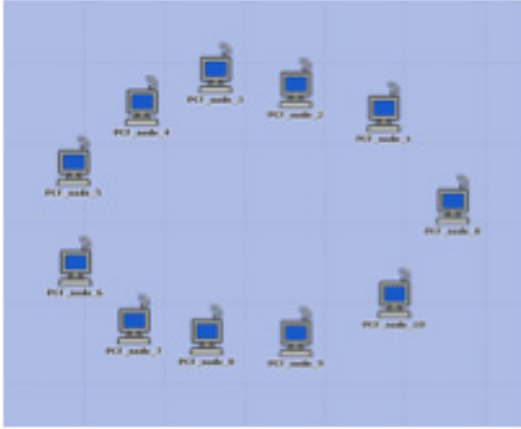 PCF_node_3
PCF_node_2
PCF_node_4
PCF_node_1
PCF_node_5
PCF_node_0
PCF_node_6
PCF_node_10
PCF_node_7
PCF_node_8
PCF_node_9